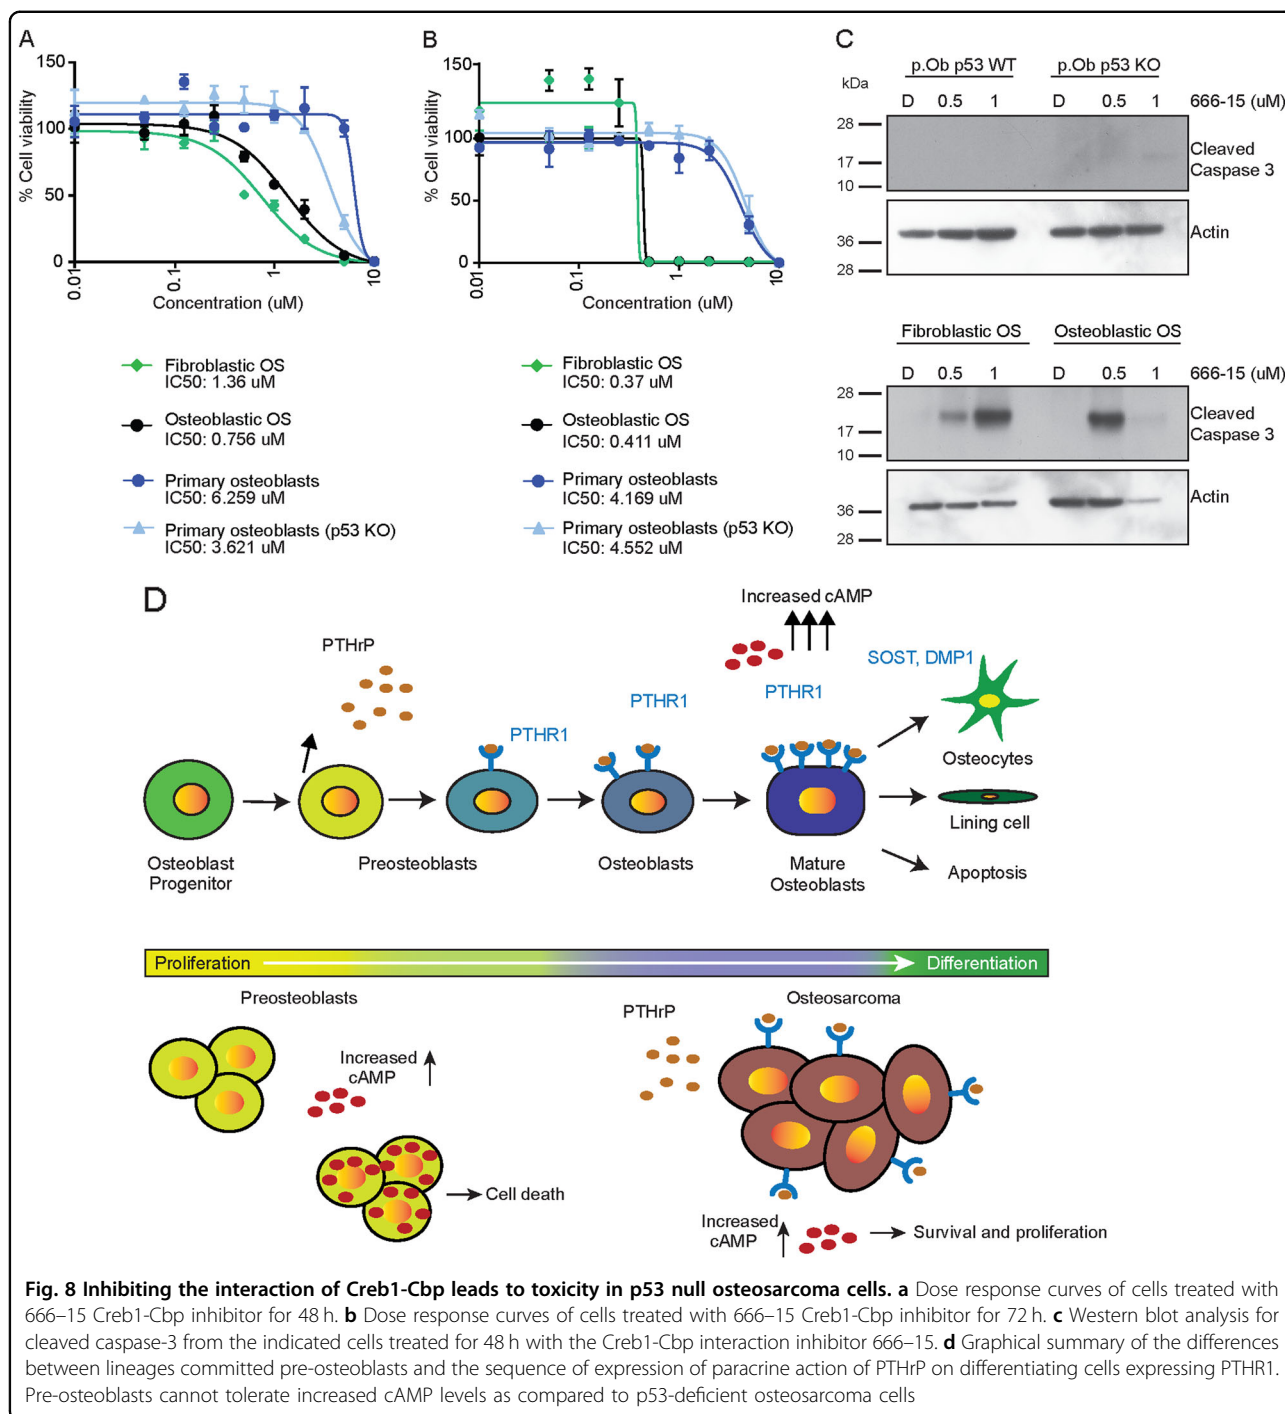 A
150
100
50
0
% Cell viability
0.01
0.1
1
10
Concentration (uM)
Fibroblastic OS
IC50: 1.36 uM
Osteoblastic OS
IC50: 0.756 uM
Primary osteoblasts
IC50: 6.259 uM
Primary osteoblasts (p53 KO)
IC50: 3.621 uM
B
150
100
50
0
% Cell viability
0.01
0.1
1
10
Concentration (uM)
Fibroblastic OS
IC50: 0.37 uM
Osteoblastic OS
IC50: 0.411 uM
Primary osteoblasts
IC50: 4.169 uM
Primary osteoblasts (p53 KO)
IC50: 4.552 uM
C
p.Ob p53 WT p.Ob p53 KO
kDa
D 0.5 1 D 0.5 1 666-15 (uM)
28
17
10
Cleaved
Caspase 3
36
28
Actin
Fibroblastic OS Osteoblastic OS
D 0.5 1 D 0.5 1 666-15 (uM)
28
17
10
Cleaved
Caspase 3
36
28
Actin
D
Increased cAMP
PTHrP
SOST, DMP1
PTHR1
PTHR1
PTHR1
Osteocytes
Lining cell
Apoptosis
Osteoblast
Progenitor
Preosteoblasts
Osteoblasts
Mature
Osteoblasts
Proliferation
Differentiation
Preosteoblasts
Osteosarcoma
PTHrP
Increased
cAMP
Cell death
Increased
cAMP
Survival and proliferation
Fig. 8 Inhibiting the interaction of Creb1-Cbp leads to toxicity in p53 null osteosarcoma cells. a Dose response curves of cells treated with
666–15 Creb1-Cbp inhibitor for 48 h. b Dose response curves of cells treated with 666–15 Creb1-Cbp inhibitor for 72 h. c Western blot analysis for
cleaved caspase-3 from the indicated cells treated for 48 h with the Creb1-Cbp interaction inhibitor 666–15. d Graphical summary of the differences
between lineages committed pre-osteoblasts and the sequence of expression of paracrine action of PTHrP on differentiating cells expressing PTHR1.
Pre-osteoblasts cannot tolerate increased cAMP levels as compared to p53-deficient osteosarcoma cells